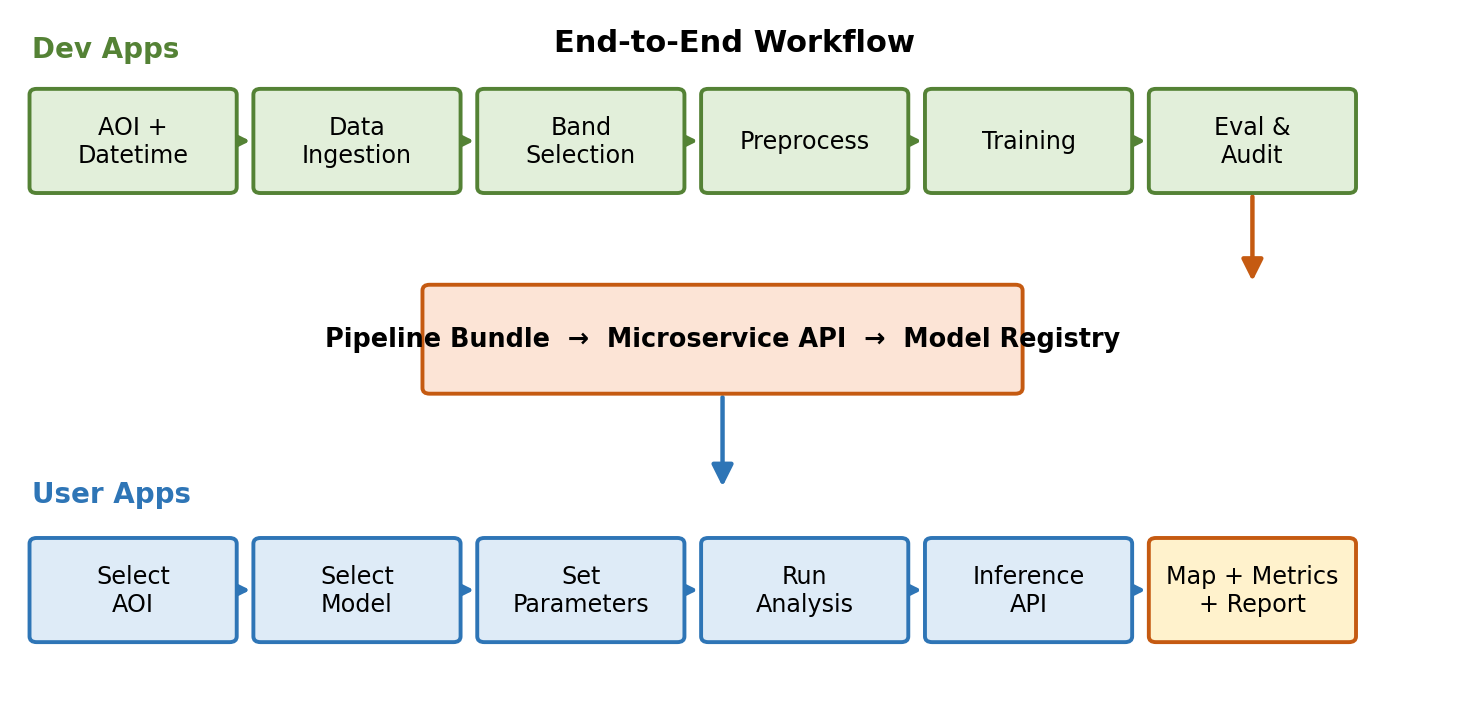 End-to-End Workflow
Dev Apps
AOI +
Datetime
Data
Ingestion
Band
Selection
Preprocess
Training
Eval &
Audit
Pipeline Bundle → Microservice API → Model Registry
User Apps
Select
AOI
Select
Model
Set
Parameters
Run
Analysis
Inference
API
Map + Metrics
+ Report